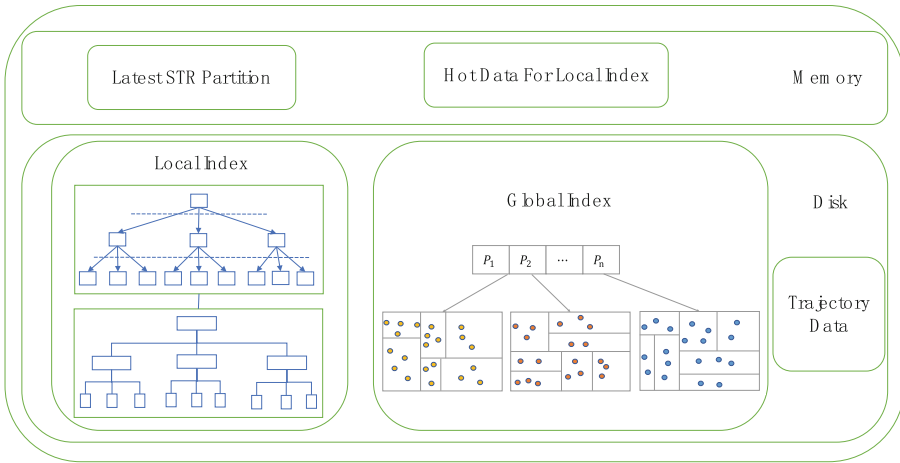 Latest STR Partition
Hot Data For Local Index
Memory
Local Index
Global Index
Disk
P1 P2 ... Pn
Trajectory
Data